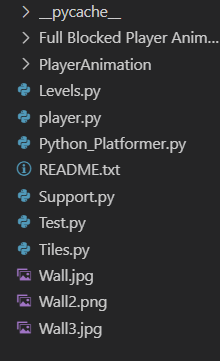 __pycache__
Full Blocked Player Anim...
PlayerAnimation
Levels.py
player.py
Python_Platformer.py
README.txt
Support.py
Test.py
Tiles.py
Wall.jpg
Wall2.png
Wall3.jpg